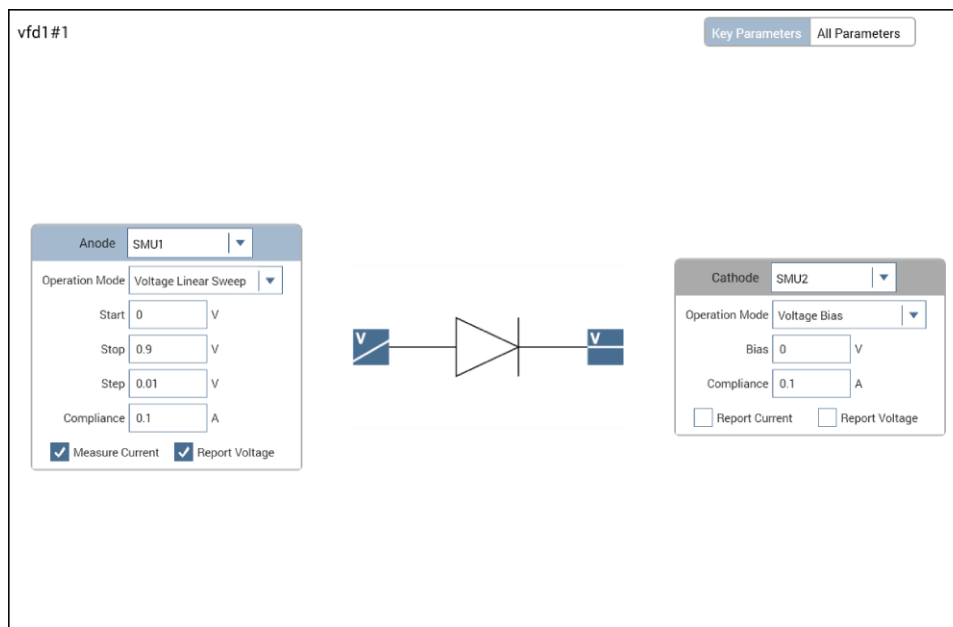 vfd1#1
Key Parameters All Parameters
Anode SMU1
Operation Mode Voltage Linear Sweep
Start 0 V
Stop 0.9 V
Step 0.01 V
Compliance 0.1 A
Measure Current Report Voltage
V
V
Cathode SMU2
Operation Mode Voltage Bias
Bias 0 V
Compliance 0.1 A
Report Current Report Voltage